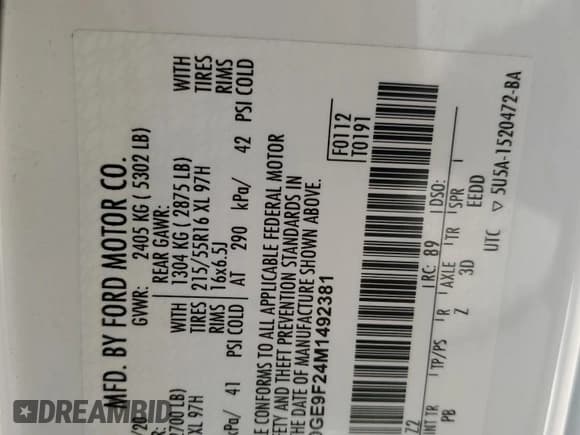 MFD. BY FORD MOTOR CO.
/20
GVWR: 2405 KG ( 5302 LB)
REAR GAWR:
2700 LB) WITH 1304 KG ( 2875 LB) WITH
TIRES 215/55R16 XL 97H TIRES
XL 97H RIMS 16x6.5J RIMS
kPa/ 41 PSI COLD AT 290 kPa/ 42 PSI COLD
E CONFORMS TO ALL APPLICABLE FEDERAL MOTOR
FETY AND THEFT PREVENTION STANDARDS IN
THE DATE OF MANUFACTURE SHOWN ABOVE.
F0112
T0191
0GE9F24M1492381
RC: 89 DSO:
INT TR TP/PS R AXLE TR SPR
PB Z 3D EEDD
UTC ▽ 5U5A-1520472-BA
DREAMBID